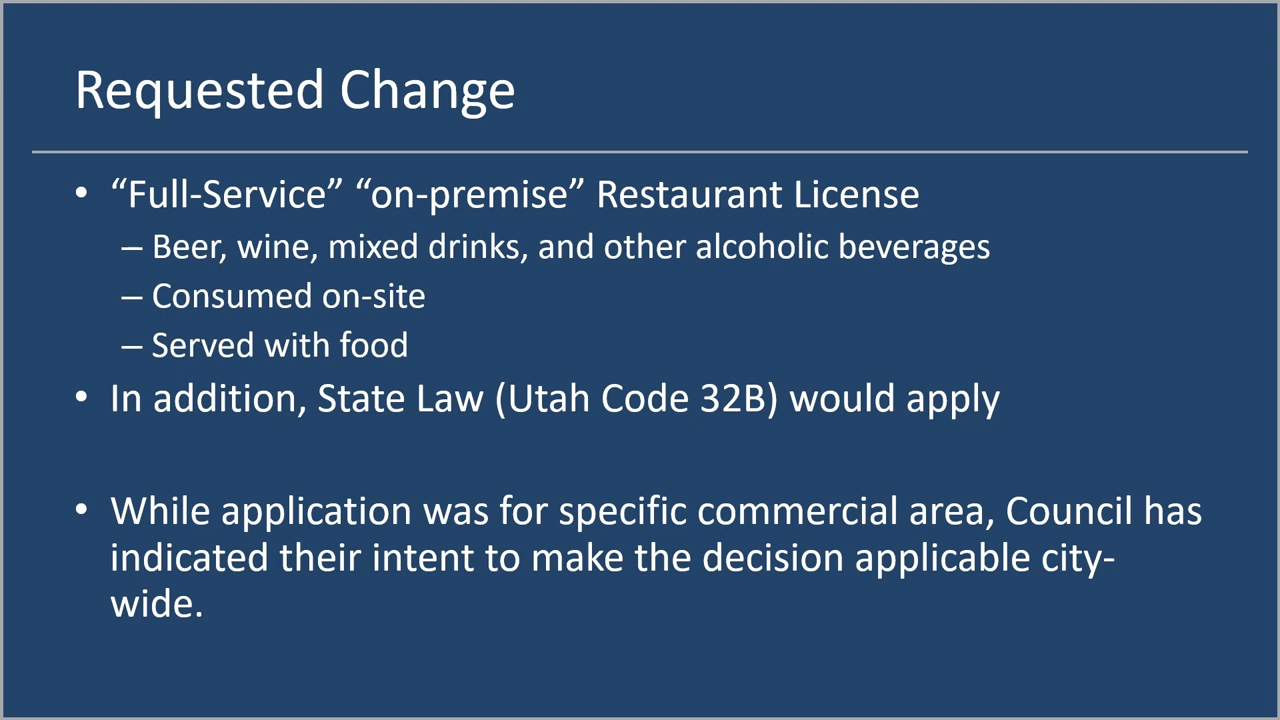 Requested Change
• “Full-Service” “on-premise” Restaurant License
– Beer, wine, mixed drinks, and other alcoholic beverages
– Consumed on-site
– Served with food
• In addition, State Law (Utah Code 32B) would apply
• While application was for specific commercial area, Council has
indicated their intent to make the decision applicable city-
wide.